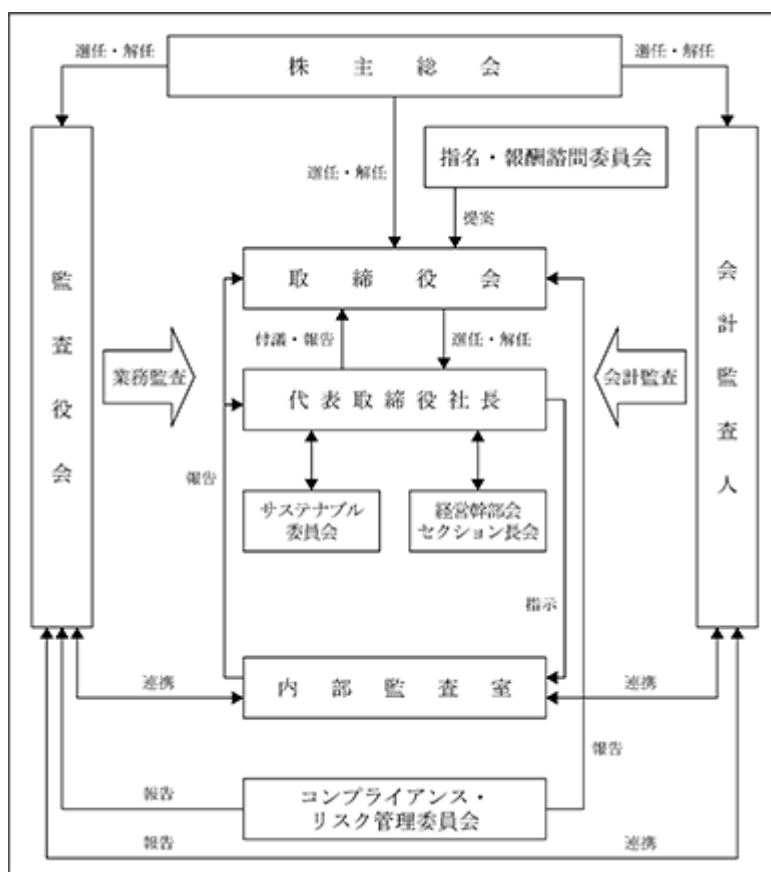 選任・解任
株主総会
選任・解任
選任・解任
指名・報酬諮問委員会
提案
監査役会
取締役会
会計監査人
付議・報告
選任・解任
業務監査
会計監査
代表取締役社長
報告
サステナブル
委員会
経営幹部会
セクション長会
指示
内部監査室
連携
連携
報告
コンプライアンス・
リスク管理委員会
報告
報告
連携